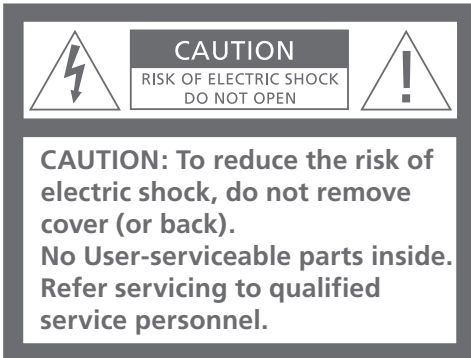 CAUTION
RISK OF ELECTRIC SHOCK
DO NOT OPEN
CAUTION: To reduce the risk of
electric shock, do not remove
cover (or back).
No User-serviceable parts inside.
Refer servicing to qualified
service personnel.